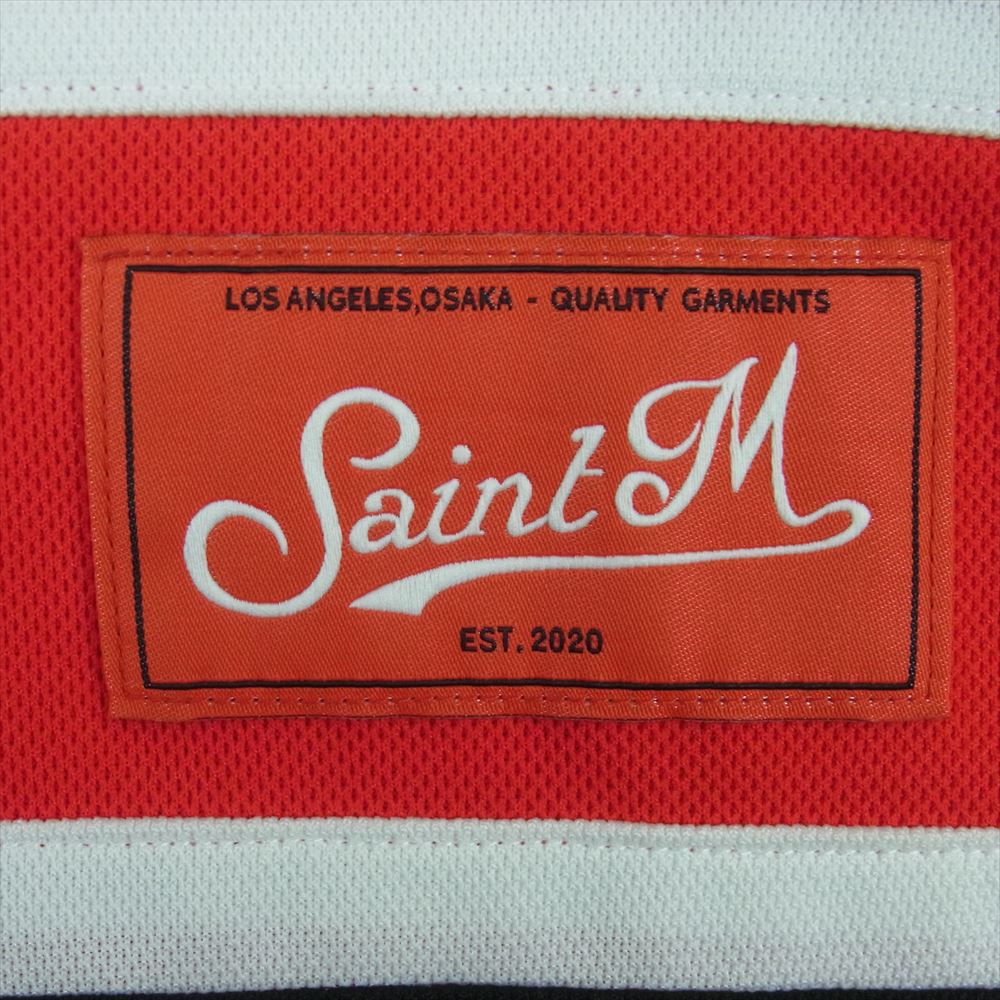 LOS ANGELES,OSAKA - QUALITY GARMENTS
Saint M
EST. 2020